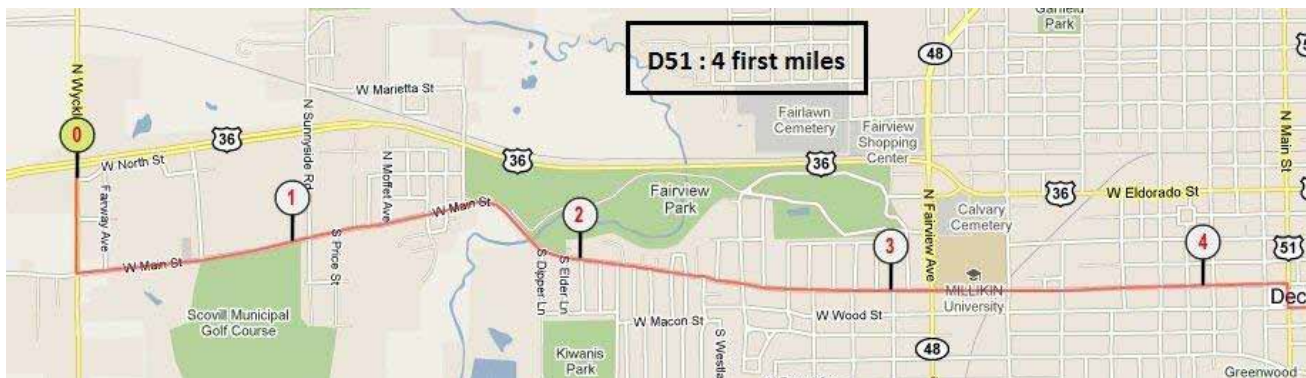 D51 : 4 first miles
Garfield
Park
48
N Wyckl
W Marietta St
N Sunnyside Rd
0
36
W North St
Fairlawn
Cemetery
Fairview
Shopping
Center
N Main St
36
36
Fairway Ave
1
N Moffet Ave
W Main St
Fairview
Park
36
W Eldorado St
2
N Fairview Ave
Calvary
Cemetery
W Main St
S Price St
3
4
51
S Dipper Ln
S Elder Ln
MILLIKIN
University
Dec
Scovill Municipal
Golf Course
W Macon St
W Wood St
S Westla
48
Kiwanis
Park
Greenwood